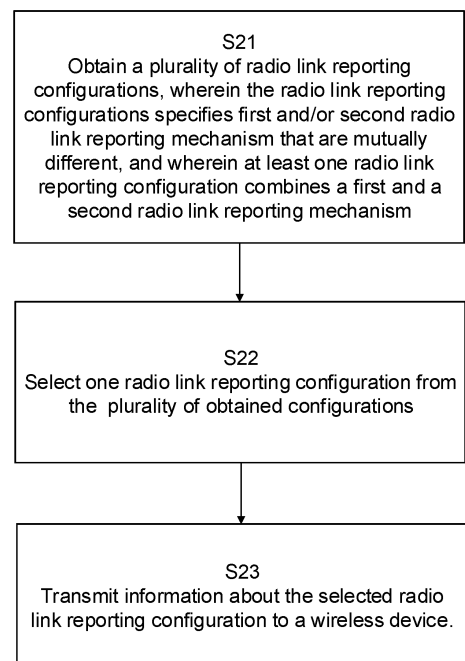 S21
Obtain a plurality of radio link reporting
configurations, wherein the radio link reporting
configurations specifies first and/or second radio
link reporting mechanism that are mutually
different, and wherein at least one radio link
reporting configuration combines a first and a
second radio link reporting mechanism
S22
Select one radio link reporting configuration from
the plurality of obtained configurations
S23
Transmit information about the selected radio
link reporting configuration to a wireless device.